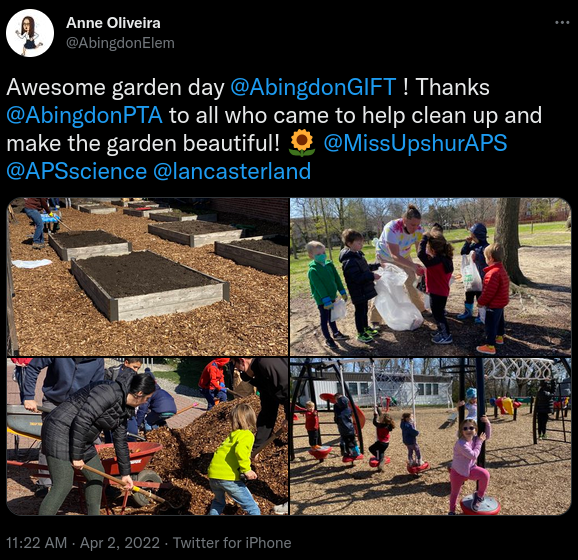 Anne Oliveira
@AbingdonElem
Awesome garden day @AbingdonGIFT ! Thanks
@AbingdonPTA to all who came to help clean up and
make the garden beautiful! 🌻 @MissUpshurAPS
@APSscience @lancasterland
11:22 AM · Apr 2, 2022 · Twitter for iPhone